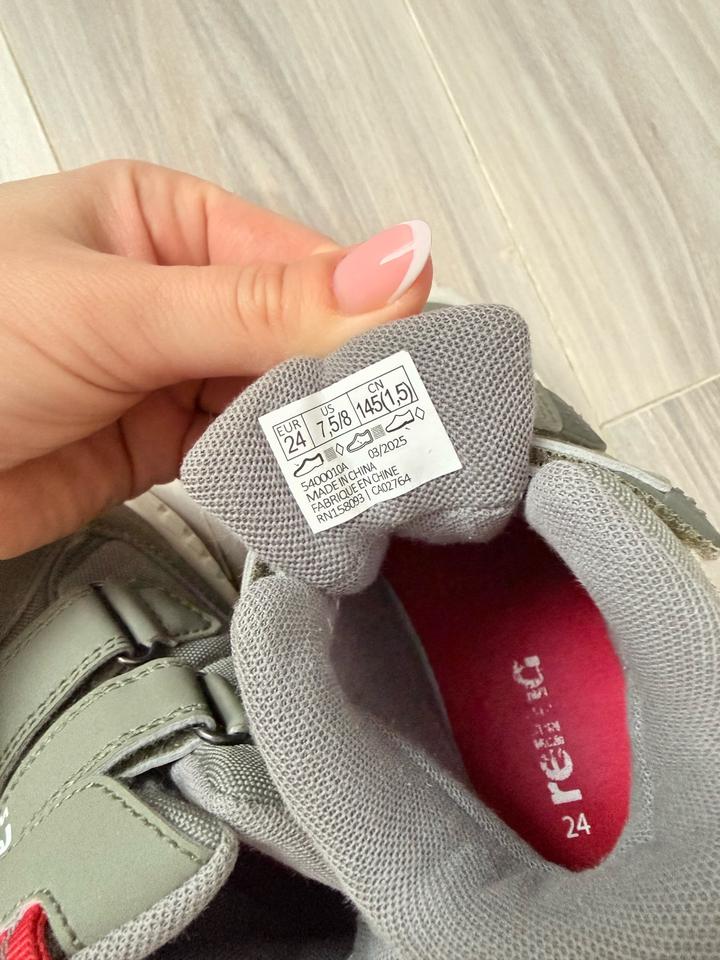 EUR US CN
24 7,5/8 145(1,5)
03/2025
5400010A
MADE IN CHINA
FABRIQUE EN CHINE
RN158093 | CA02764
reima
24